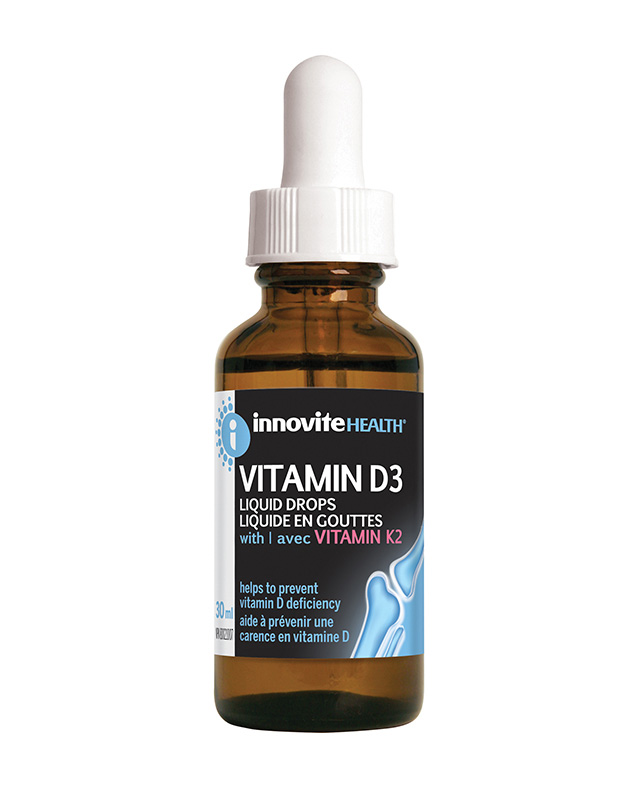 i innoviteHEALTH®
VITAMIN D3
LIQUID DROPS
LIQUIDE EN GOUTTES
with | avec VITAMIN K2
helps to prevent
vitamin D deficiency
aide à prévenir une
carence en vitamine D
30 ml